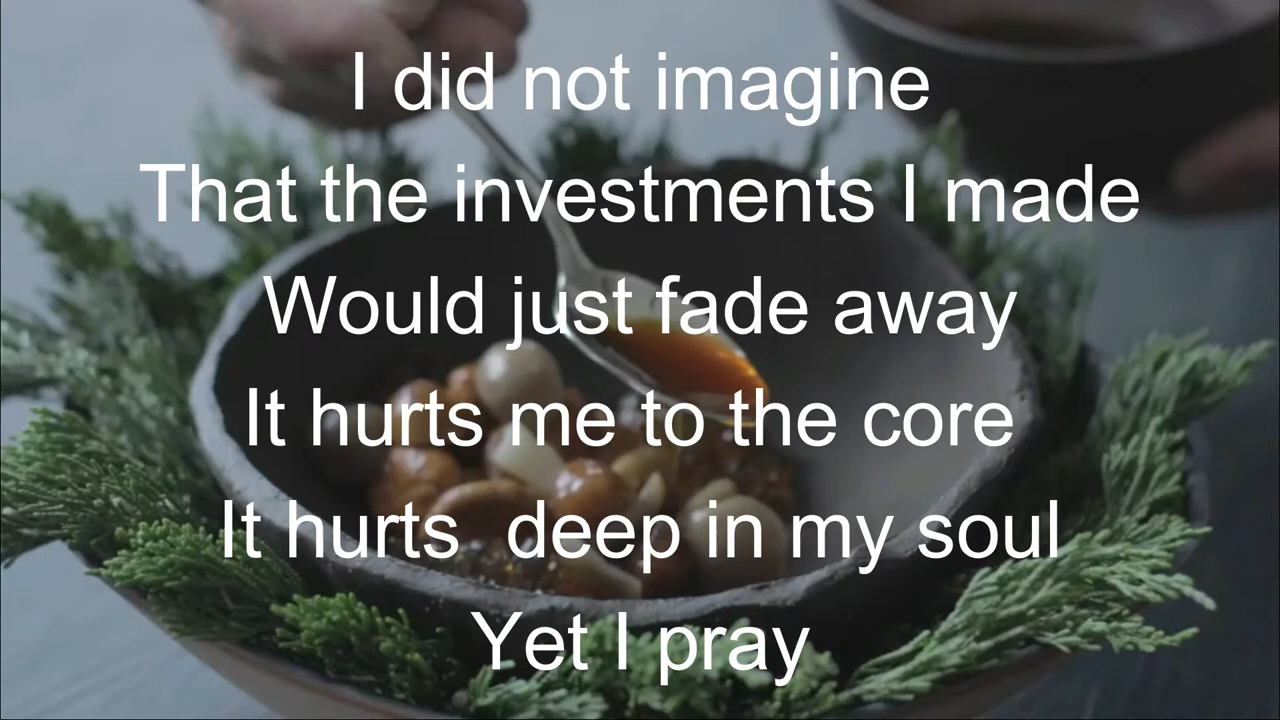 I did not imagine
That the investments I made
Would just fade away
It hurts me to the core
It hurts  deep in my soul
Yet I pray